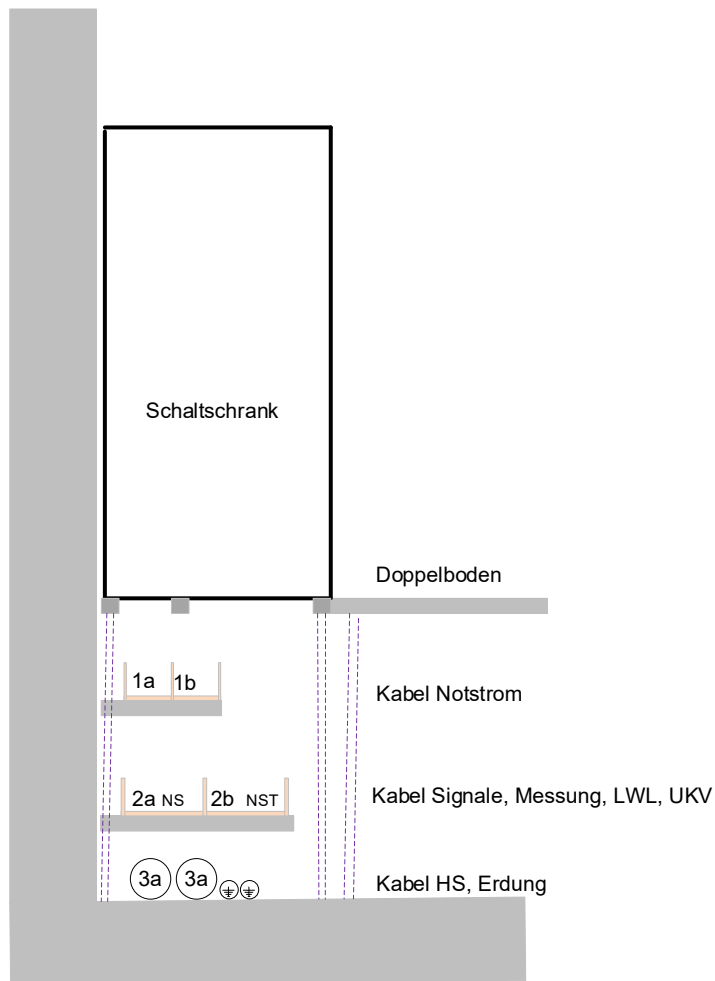 Schaltschrank
Doppelboden
1a 1b
Kabel Notstrom
2a NS 2b NST
Kabel Signale, Messung, LWL, UKV
3a 3a
Kabel HS, Erdung